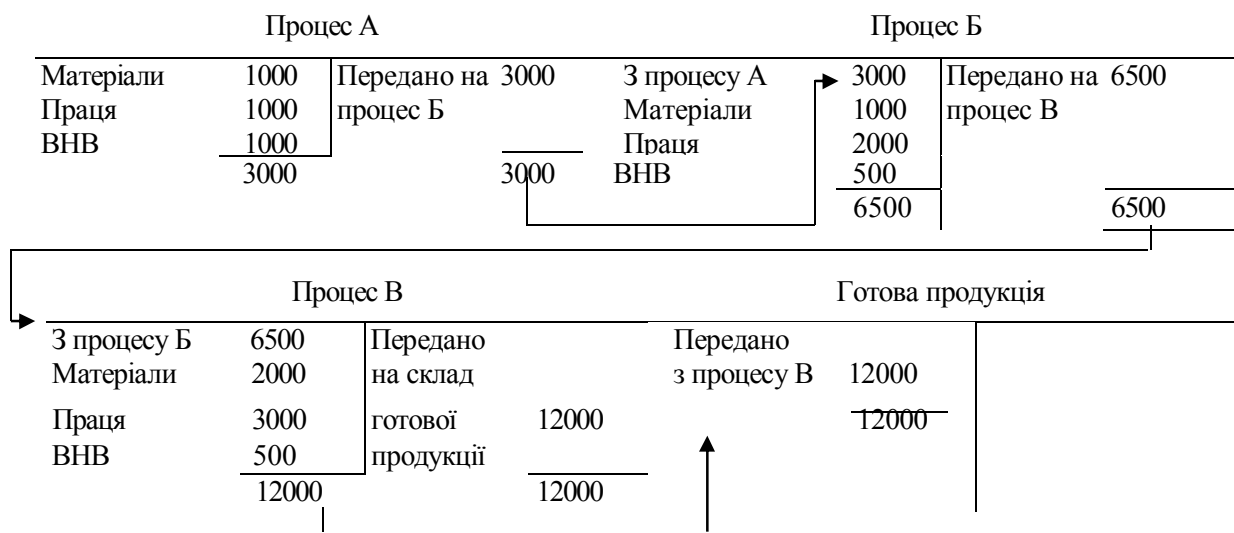 Процес А Процес Б
Матеріали 1000 Передано на 3000 З процесу А 3000 Передано на 6500
Праця 1000 процес Б Матеріали 1000 процес В
ВНВ 1000 Праця 2000
3000 3000 ВНВ 500
6500 6500
Процес В Готова продукція
З процесу Б 6500 Передано Передано
Матеріали 2000 на склад з процесу В 12000
Праця 3000 готової 12000 12000
ВНВ 500 продукції
12000 12000